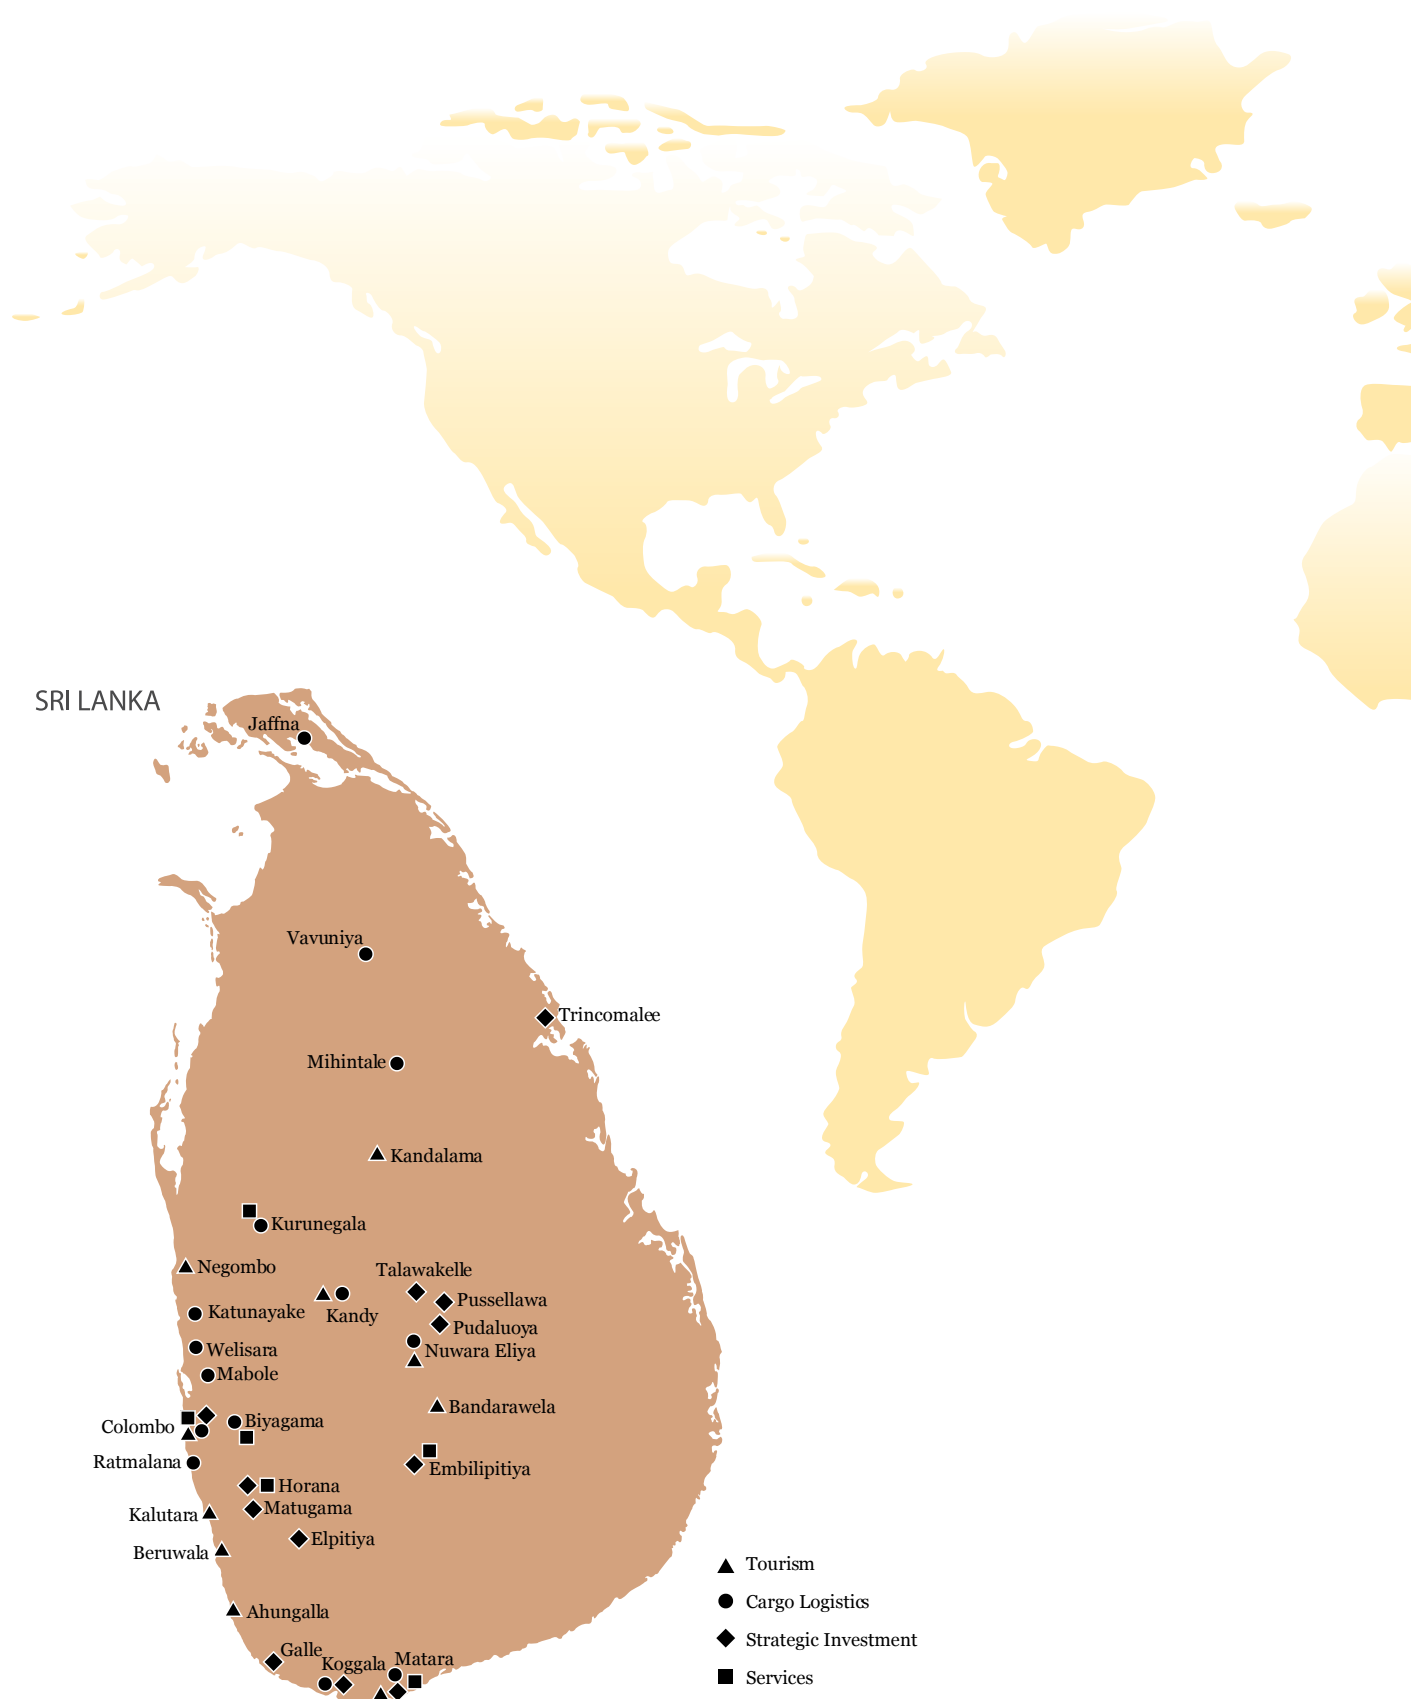 SRI LANKA
Jaffna
Vavuniya
Trincomalee
Mihintale
Kandalama
Kurunegala
Negombo
Talawakelle
Pussellawa
Katunayake
Kandy
Pudaluoya
Welisara
Nuwara Eliya
Mabole
Bandarawela
Colombo
Biyagama
Ratmalana
Embilipitiya
Horana
Kalutara
Matugama
Elpitiya
Beruwala
Ahungalla
Galle
Koggala
Matara
Tourism
Cargo Logistics
Strategic Investment
Services